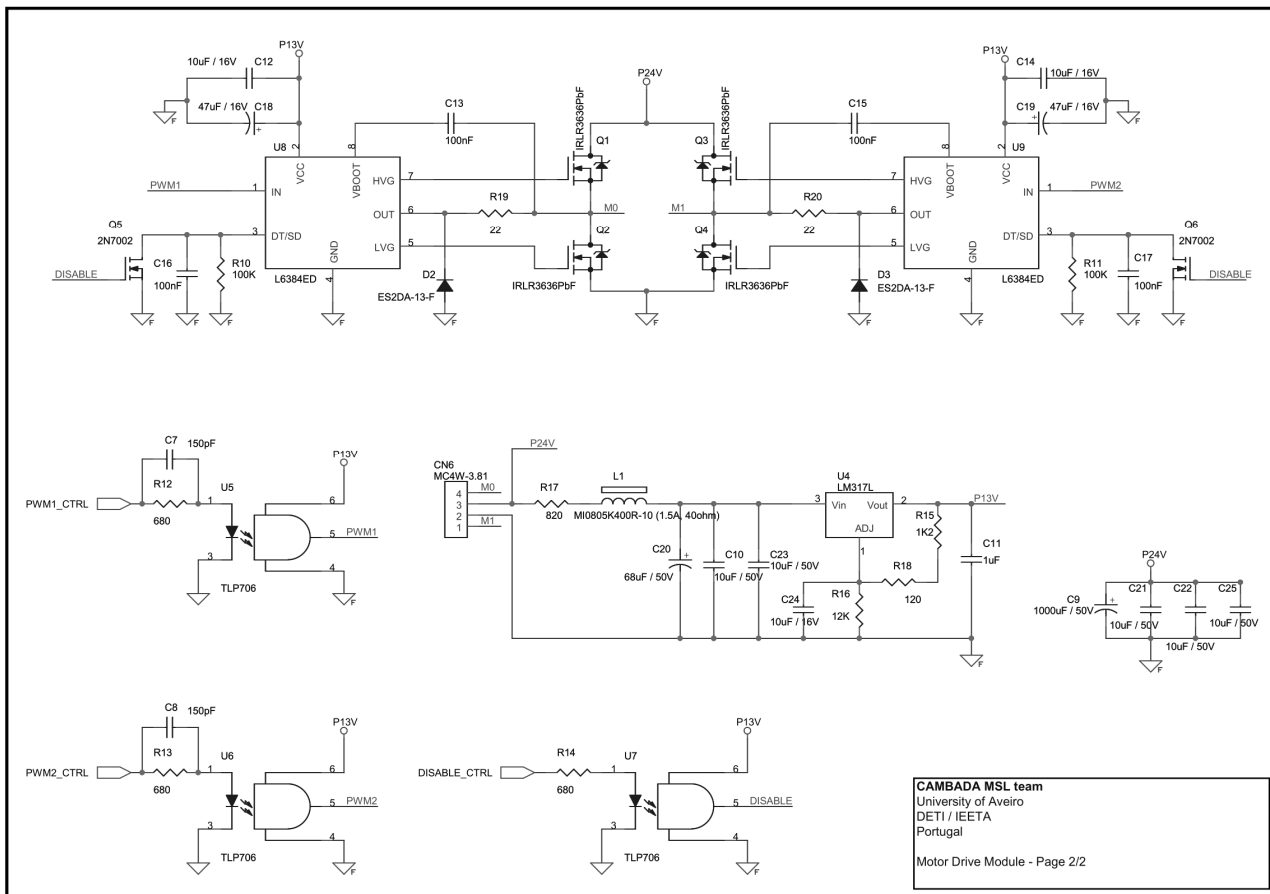 P13V
10uF / 16V C12
47uF / 16V C18
+
F
U8
2
VCC
8
VBOOT
C13
100nF
PWM1
1
IN
HVG
7
OUT
6
LVG
5
3
DT/SD
GND
4
L6384ED
Q5
2N7002
DISABLE
C16
100nF
R10
100K
F
F
F
F
R19
22
D2
ES2DA-13-F
F
IRLR3636PbF
Q1
M0
Q2
IRLR3636PbF
P24V
F
IRLR3636PbF
Q3
M1
Q4
IRLR3636PbF
C15
100nF
R20
22
D3
ES2DA-13-F
F
P13V
C14
10uF / 16V
C19
47uF / 16V
+
F
U9
2
VCC
8
VBOOT
7
HVG
6
OUT
5
LVG
IN
1
PWM2
DT/SD
3
GND
4
L6384ED
R11
100K
C17
100nF
Q6
2N7002
DISABLE
F
F
F
F
C7
150pF
PWM1_CTRL
R12
680
1
U5
3
TLP706
P13V
6
5
PWM1
4
F
P24V
CN6
MC4W-3.81
4
3
2
1
M0
M1
R17
820
L1
MI0805K400R-10 (1.5A, 40ohm)
C20
68uF / 50V
+
C10
10uF / 50V
C23
10uF / 50V
U4
LM317L
3
Vin
Vout
2
ADJ
1
P13V
R15
1K2
R18
120
C24
10uF / 16V
R16
12K
C11
1uF
F
P24V
C9
1000uF / 50V
+
C21
10uF / 50V
C22
10uF / 50V
C25
10uF / 50V
F
C8
150pF
PWM2_CTRL
R13
680
1
U6
3
TLP706
P13V
6
5
PWM2
4
F
DISABLE_CTRL
R14
680
1
U7
3
TLP706
P13V
6
5
DISABLE
4
F
CAMBADA MSL team
University of Aveiro
DETI / IEETA
Portugal
Motor Drive Module - Page 2/2